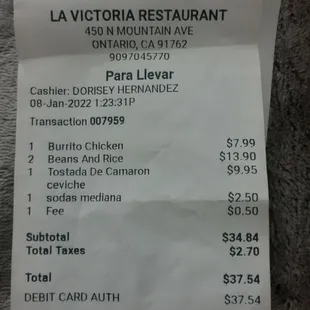 LA VICTORIA RESTAURANT
450 N MOUNTAIN AVE
ONTARIO, CA 91762
9097045770
Para Llevar
Cashier: DORISEY HERNANDEZ
08-Jan-2022 1:23:31P
Transaction 007959
1 Burrito Chicken $7.99
2 Beans And Rice $13.90
1 Tostada De Camaron $9.95
ceviche
1 sodas mediana $2.50
1 Fee $0.50
Subtotal $34.84
Total Taxes $2.70
Total $37.54
DEBIT CARD AUTH $37.54